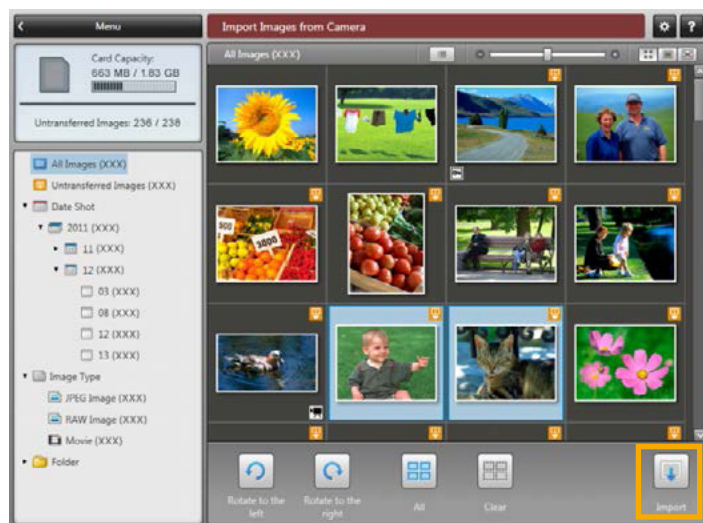 Menu
Import Images from Camera
?
Card Capacity:
663 MB / 1.83 GB
Untransferred Images: 236 / 238
All Images (XXX)
All Images (XXX)
Untransferred Images (XXX)
Date Shot
2011 (XXX)
11 (XXX)
12 (XXX)
03 (XXX)
08 (XXX)
12 (XXX)
13 (XXX)
Image Type
JPEG Image (XXX)
RAW Image (XXX)
Movie (XXX)
Folder
300
3000
Rotate to the
left
Rotate to the
right
All
Clear
Import